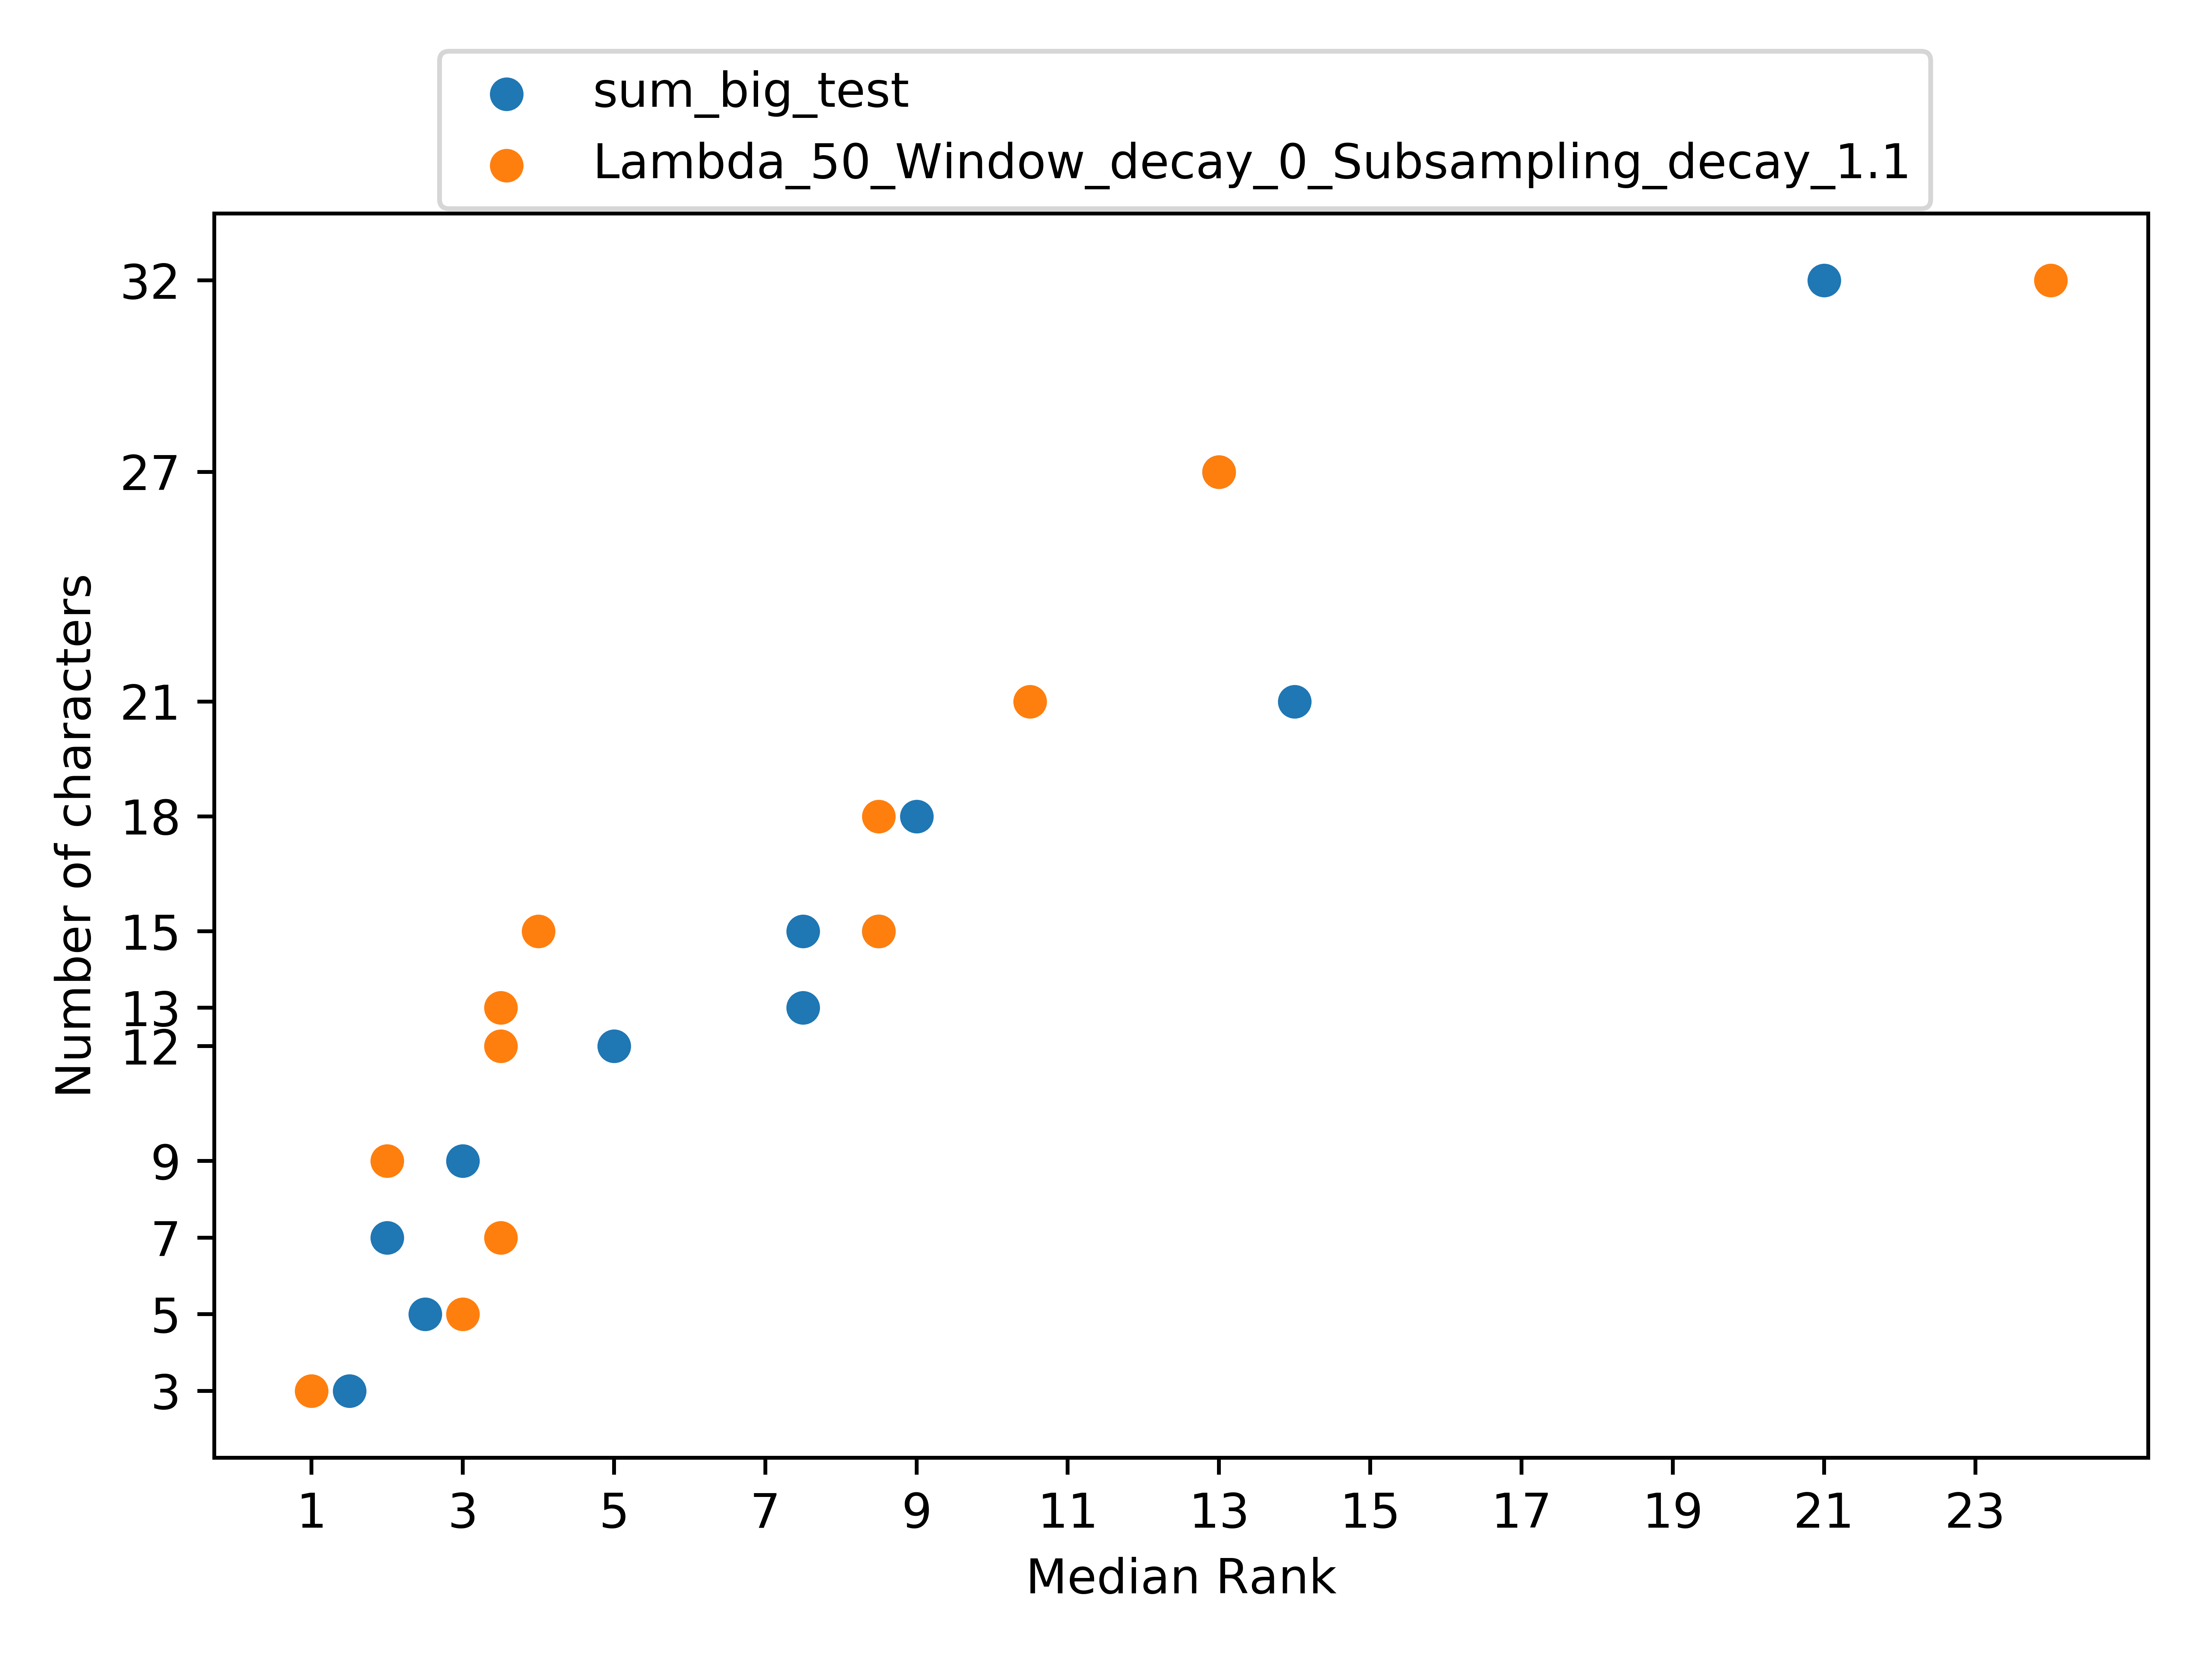 sum_big_test
Lambda_50_Window_decay_0_Subsampling_decay_1.1
32
27
21
18
15
13
12
9
7
5
3
Number of characters
1 3 5 7 9 11 13 15 17 19 21 23
Median Rank